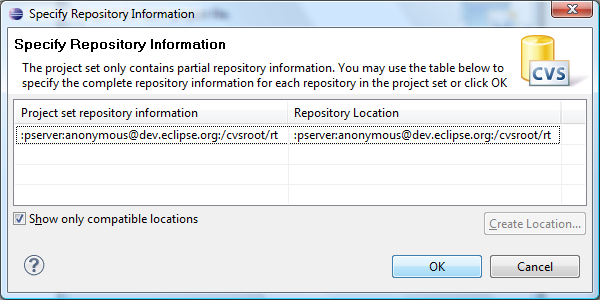 Specify Repository Information
Specify Repository Information
The project set only contains partial repository information. You may use the table below to
specify the complete repository information for each repository in the project set or click OK
CVS
Project set repository information Repository Location
:pserver:anonymous@dev.eclipse.org:/cvsroot/rt :pserver:anonymous@dev.eclipse.org:/cvsroot/rt
Show only compatible locations
Create Location...
? OK Cancel